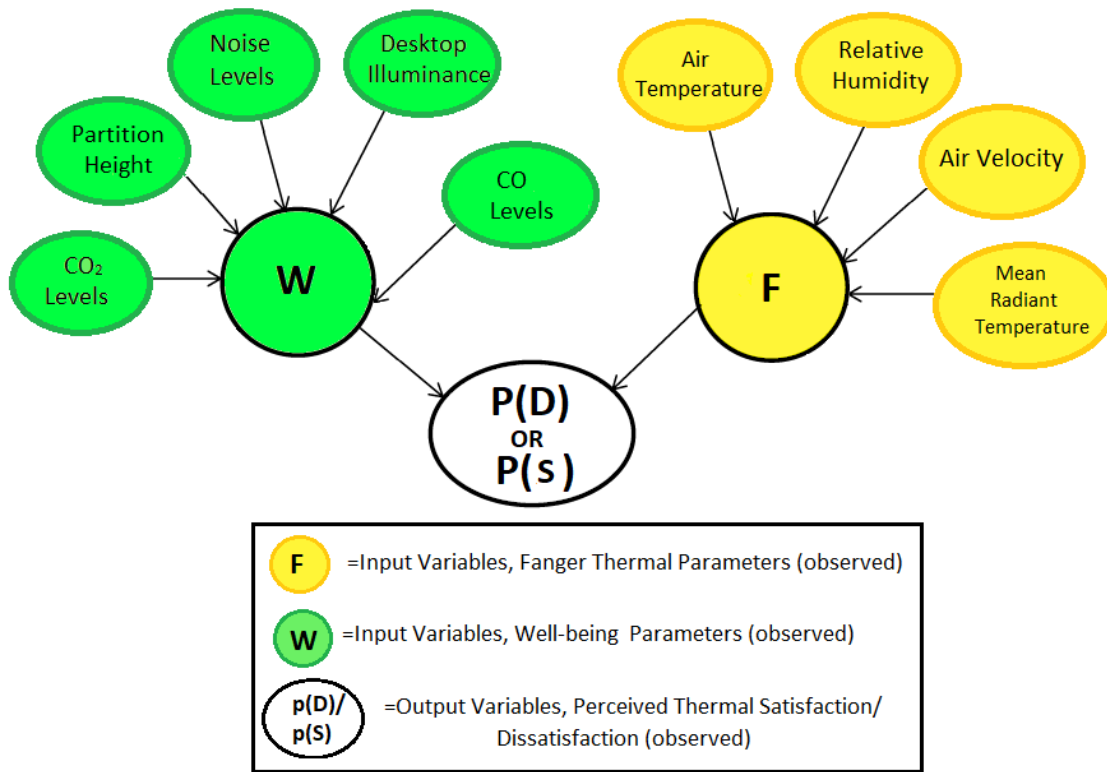 Noise
Levels
Desktop
Illuminance
Partition
Height
CO
Levels
CO₂
Levels
W
Air
Temperature
Relative
Humidity
Air Velocity
Mean
Radiant
Temperature
F
P(D)
OR
P(S)
F =Input Variables, Fanger Thermal Parameters (observed)
W =Input Variables, Well-being Parameters (observed)
p(D)/
p(S)
=Output Variables, Perceived Thermal Satisfaction/
Dissatisfaction (observed)